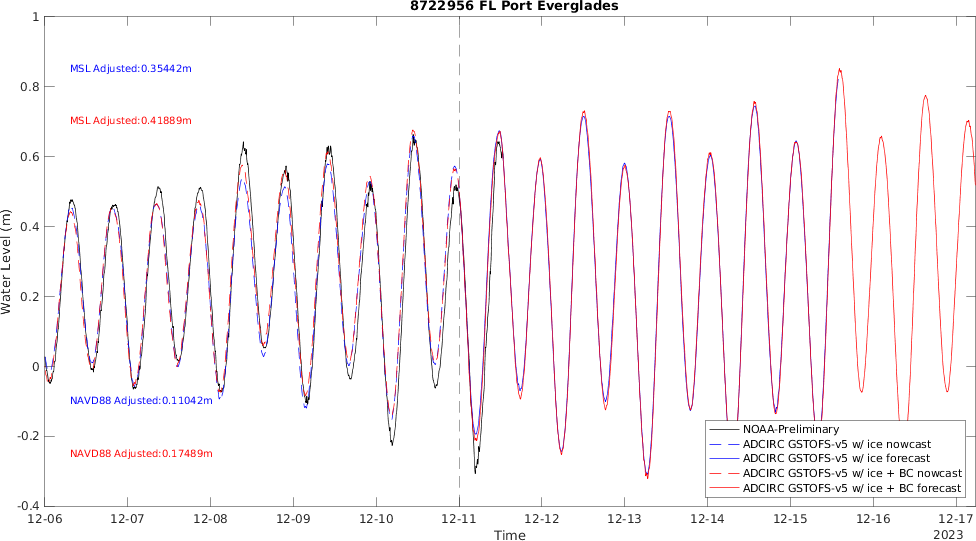 8722956 FL Port Everglades
1
0.8
0.6
0.4
0.2
0
-0.2
-0.4
Water Level (m)
MSL Adjusted:0.35442m
MSL Adjusted:0.41889m
NAVD88 Adjusted:0.11042m
NAVD88 Adjusted:0.17489m
NOAA-Preliminary
ADCIRC GSTOFS-v5 w/ ice nowcast
ADCIRC GSTOFS-v5 w/ ice forecast
ADCIRC GSTOFS-v5 w/ ice + BC nowcast
ADCIRC GSTOFS-v5 w/ ice + BC forecast
12-06 12-07 12-08 12-09 12-10 12-11 12-12 12-13 12-14 12-15 12-16 12-17
Time
2023